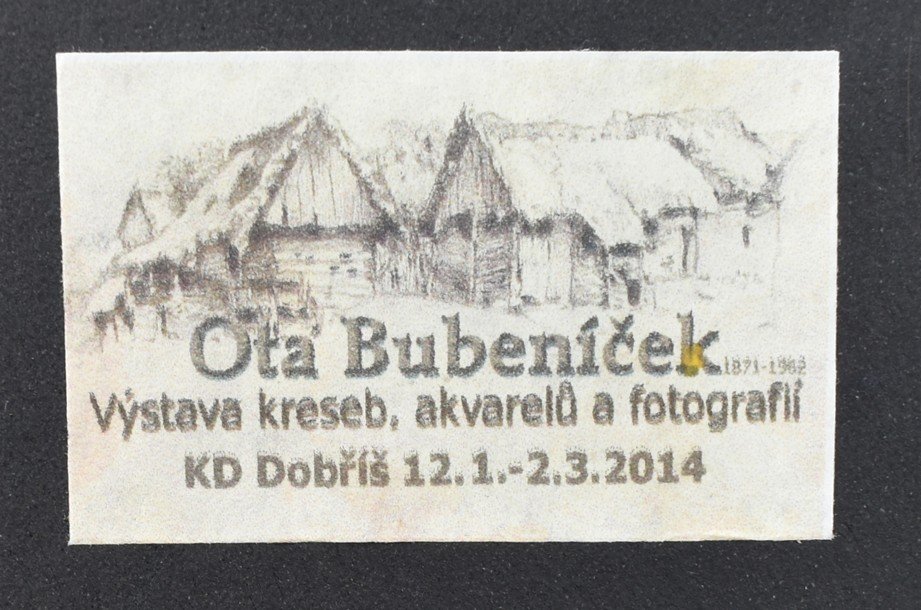 Ota Bubeníček 1871-1962
Výstava kreseb, akvarelů a fotografií
KD Dobříš 12.1.-2.3.2014